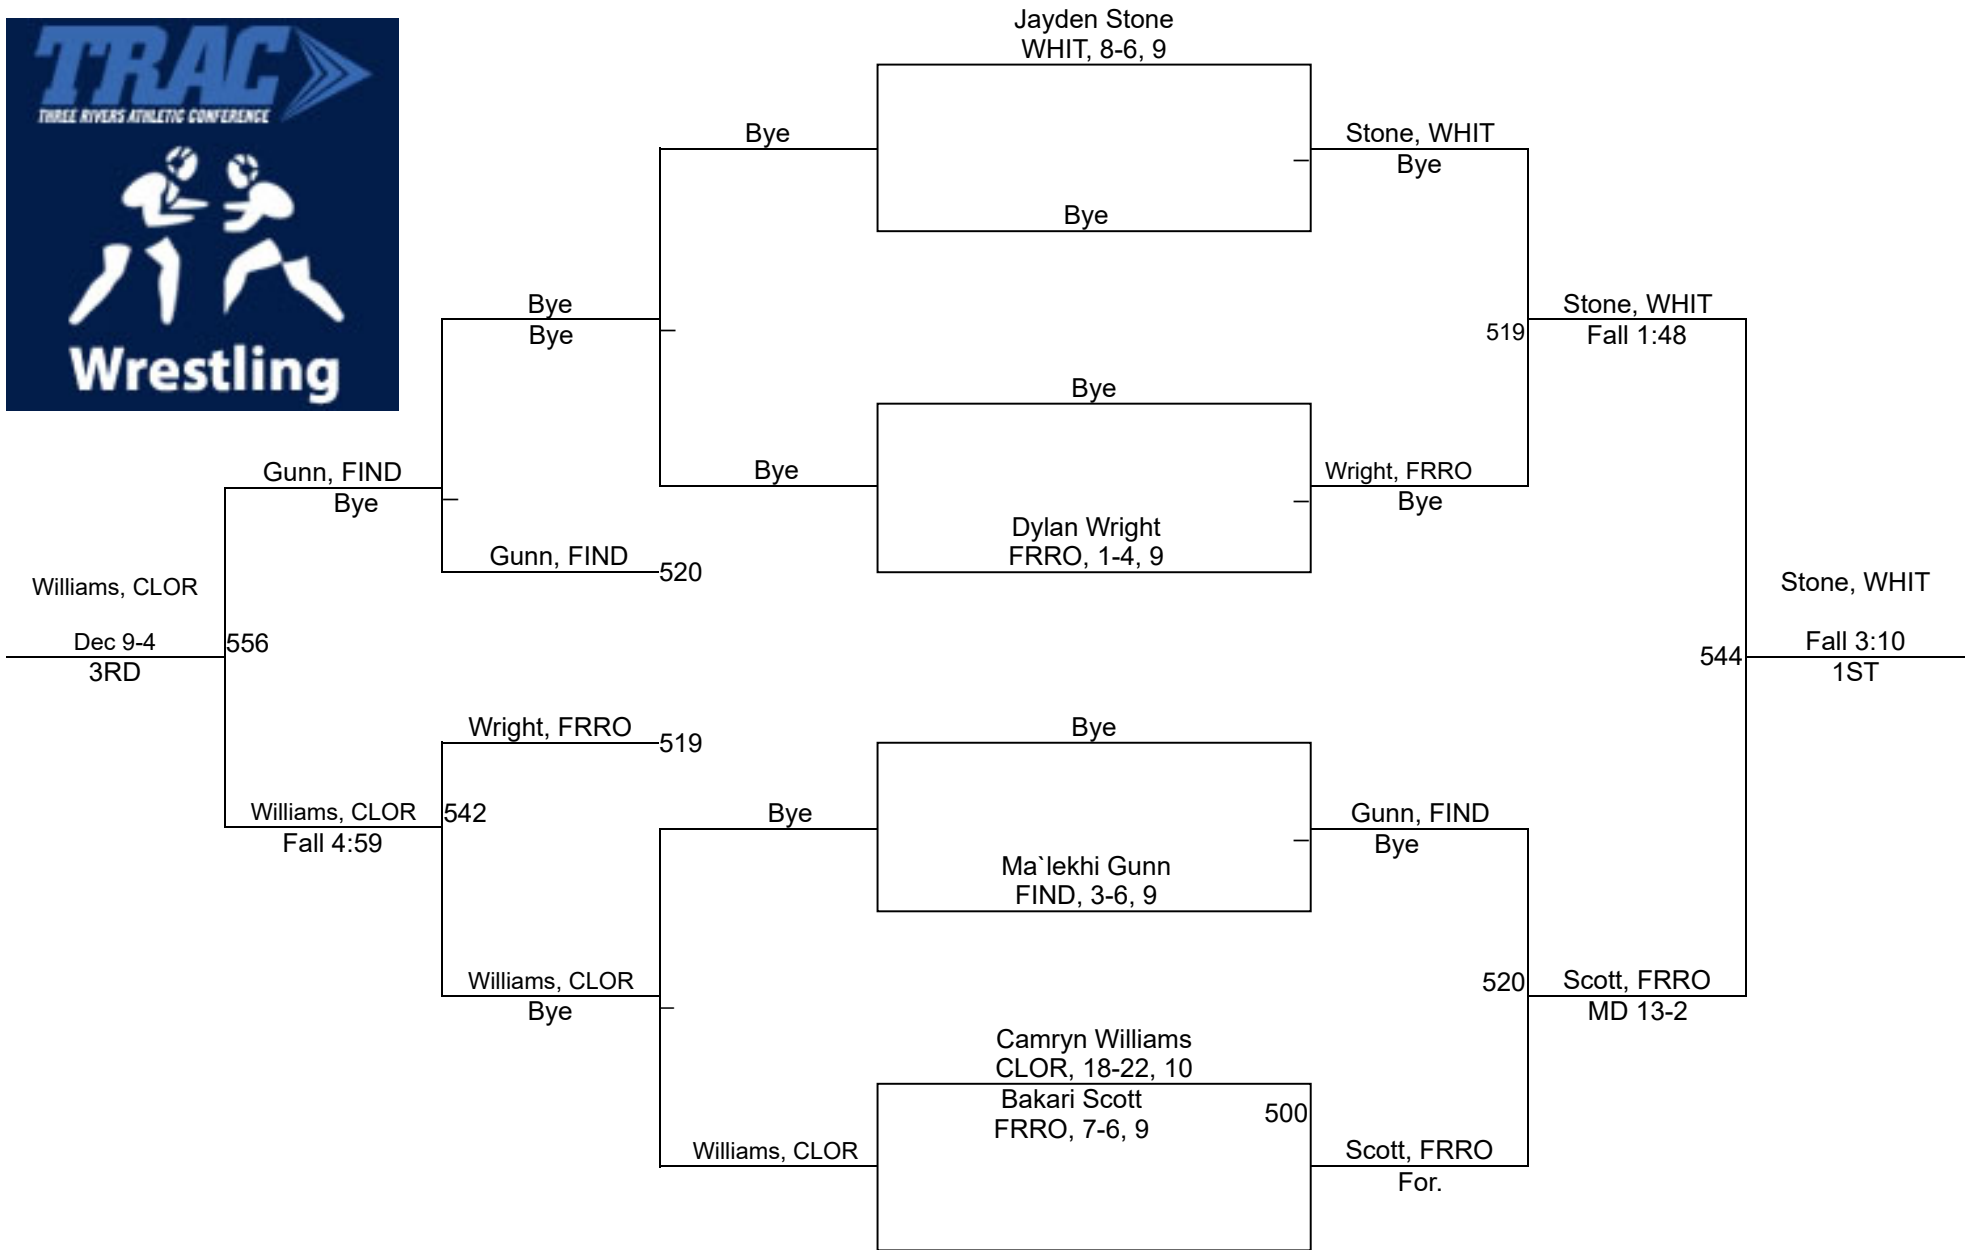 TRAC
THREE RIVERS ATHLETIC CONFERENCE
Wrestling
Jayden Stone
WHIT, 8-6, 9
Bye
Stone, WHIT
Bye
Bye
Bye
Bye
519
Stone, WHIT
Fall 1:48
Bye
Gunn, FIND
Bye
Bye
Wright, FRRO
Bye
Dylan Wright
FRRO, 1-4, 9
Gunn, FIND
520
Williams, CLOR
Dec 9-4
3RD
556
Stone, WHIT
544
Fall 3:10
1ST
Wright, FRRO
519
Bye
Williams, CLOR
Fall 4:59
542
Bye
Gunn, FIND
Bye
Ma`lekhi Gunn
FIND, 3-6, 9
Williams, CLOR
Bye
520
Scott, FRRO
MD 13-2
Camryn Williams
CLOR, 18-22, 10
Bakari Scott
FRRO, 7-6, 9
500
Williams, CLOR
Scott, FRRO
For.